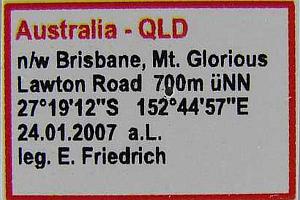 Australia - QLD
n/w Brisbane, Mt. Glorious
Lawton Road 700m üNN
27°19'12"S 152°44'57"E
24.01.2007 a.L.
leg. E. Friedrich